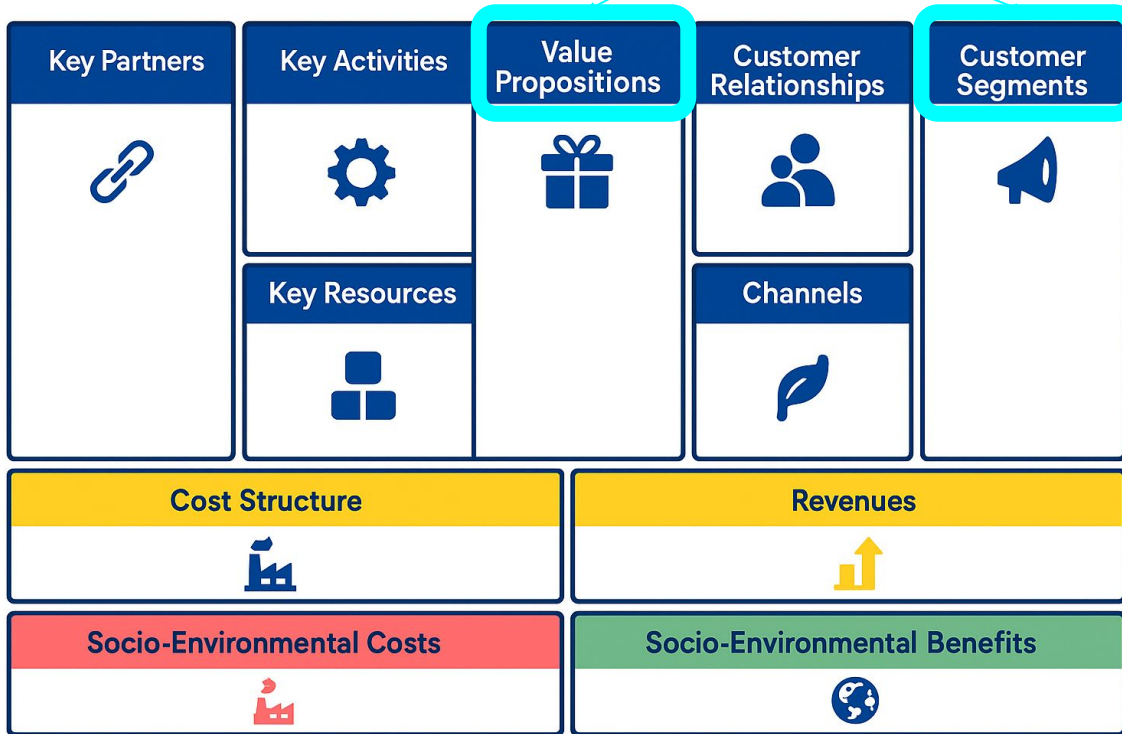 Key Partners
Key Activities
Value
Propositions
Customer
Relationships
Customer
Segments
Key Resources
Channels
Cost Structure
Revenues
Socio-Environmental Costs
Socio-Environmental Benefits